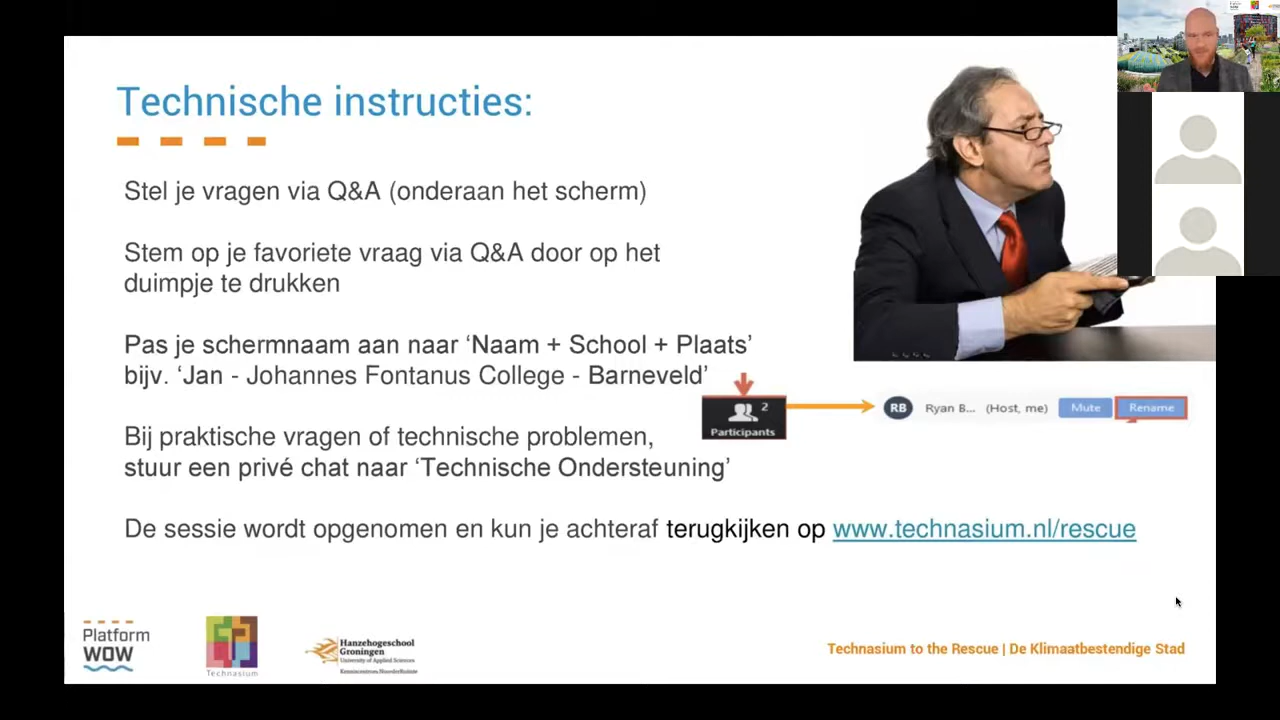 Technische instructies:
Stel je vragen via Q&A (onderaan het scherm)
Stem op je favoriete vraag via Q&A door op het
duimpje te drukken
Pas je schermnaam aan naar ‘Naam + School + Plaats’
bijv. ‘Jan - Johannes Fontanus College - Barneveld’
2
Participants
RB Ryan B... (Host, me) Mute Rename
Bij praktische vragen of technische problemen,
stuur een privé chat naar ‘Technische Ondersteuning’
De sessie wordt opgenomen en kun je achteraf terugkijken op www.technasium.nl/rescue
Platform
WOW
Technasium
Hanzehogeschool
Groningen
University of Applied Sciences
Kenniscentrum NoorderRuimte
Technasium to the Rescue | De Klimaatbestendige Stad